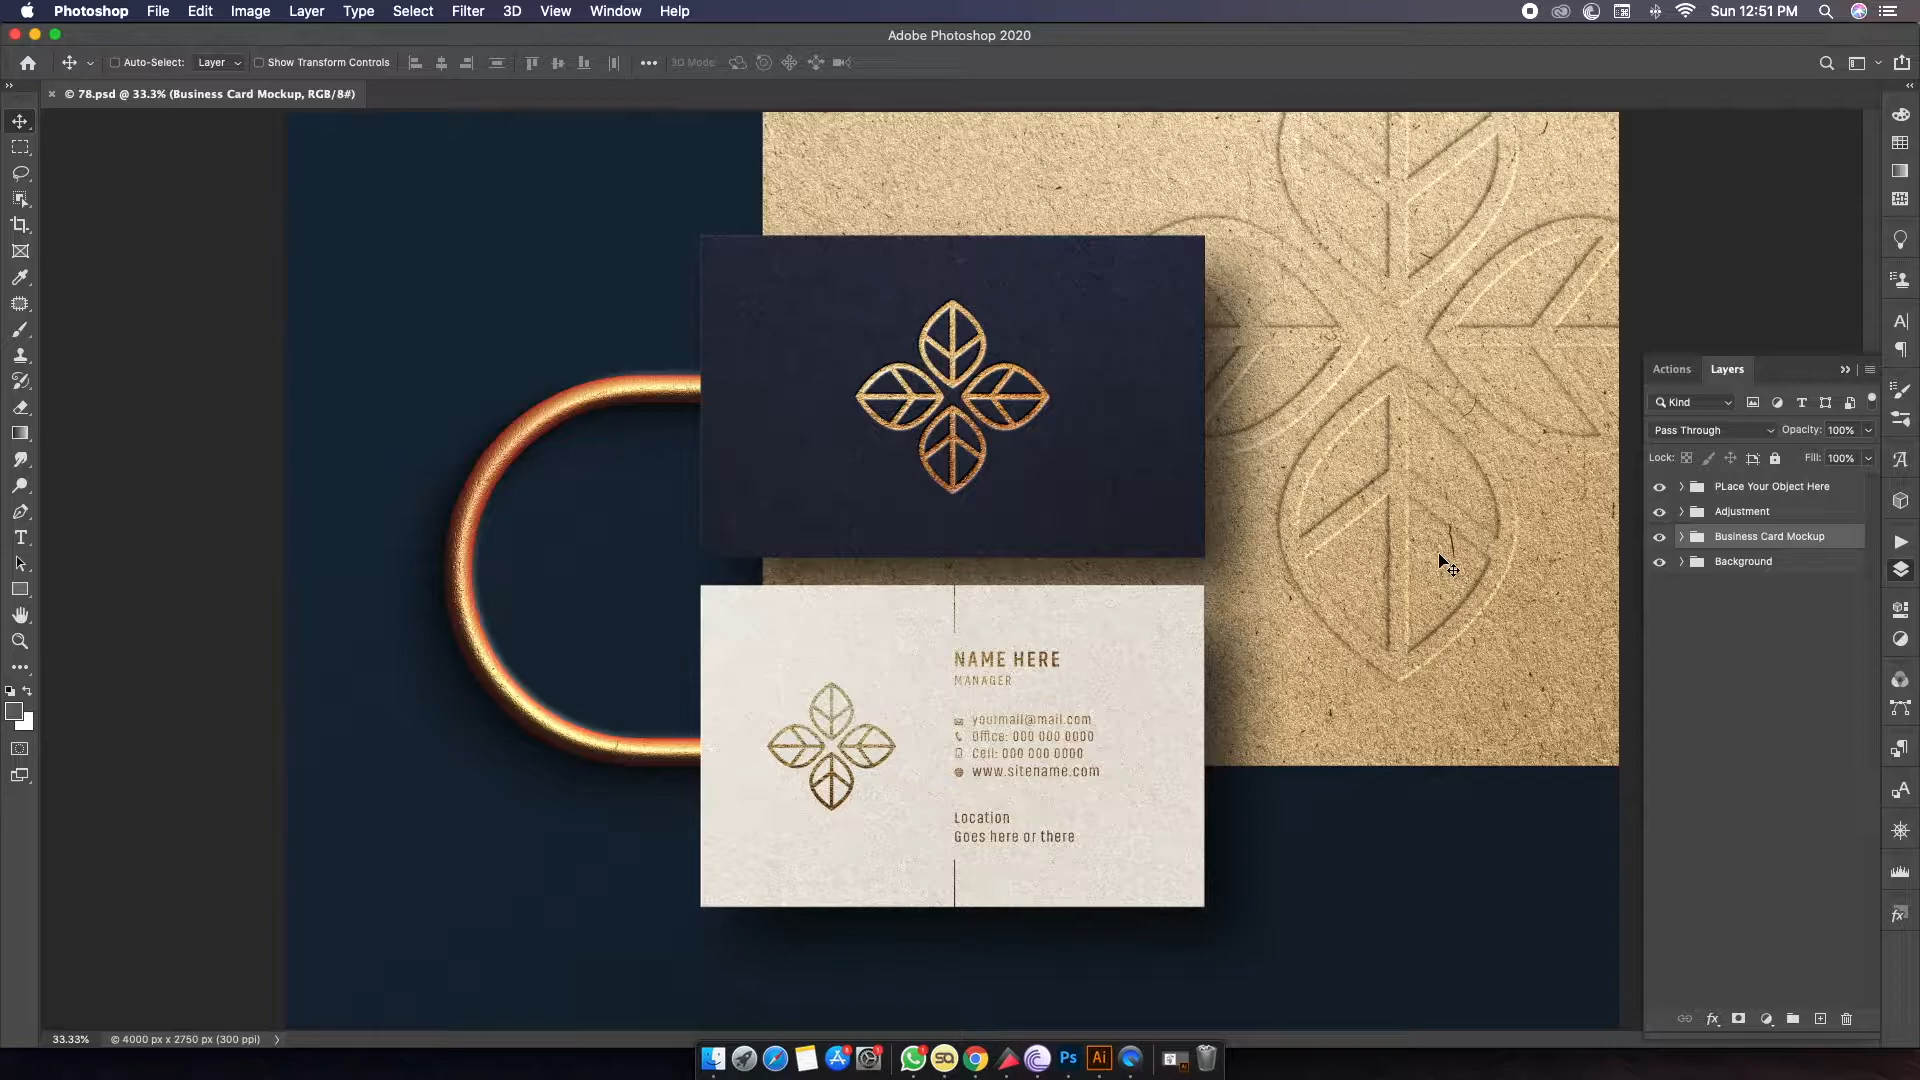 Photoshop File Edit Image Layer Type Select Filter 3D View Window Help
Sun 12:51 PM
Adobe Photoshop 2020
Auto-Select: Layer Show Transform Controls 3D Mode:
© 78.psd @ 33.3% (Business Card Mockup, RGB/8#)
Actions Layers
Kind
Pass Through Opacity: 100%
Lock: Fill: 100%
PLace Your Object Here
Adjustment
Business Card Mockup
Background
NAME HERE
MANAGER
yourmail@mail.com
Office: 000 000 0000
Cell: 000 000 0000
www.sitename.com
Location
Goes here or there
33.33% © 4000 px x 2750 px (300 ppi)
Ps Ai